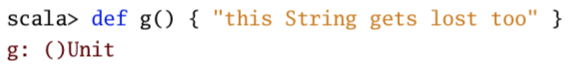 scala> def g() { "this String gets lost too" }
g: ()Unit